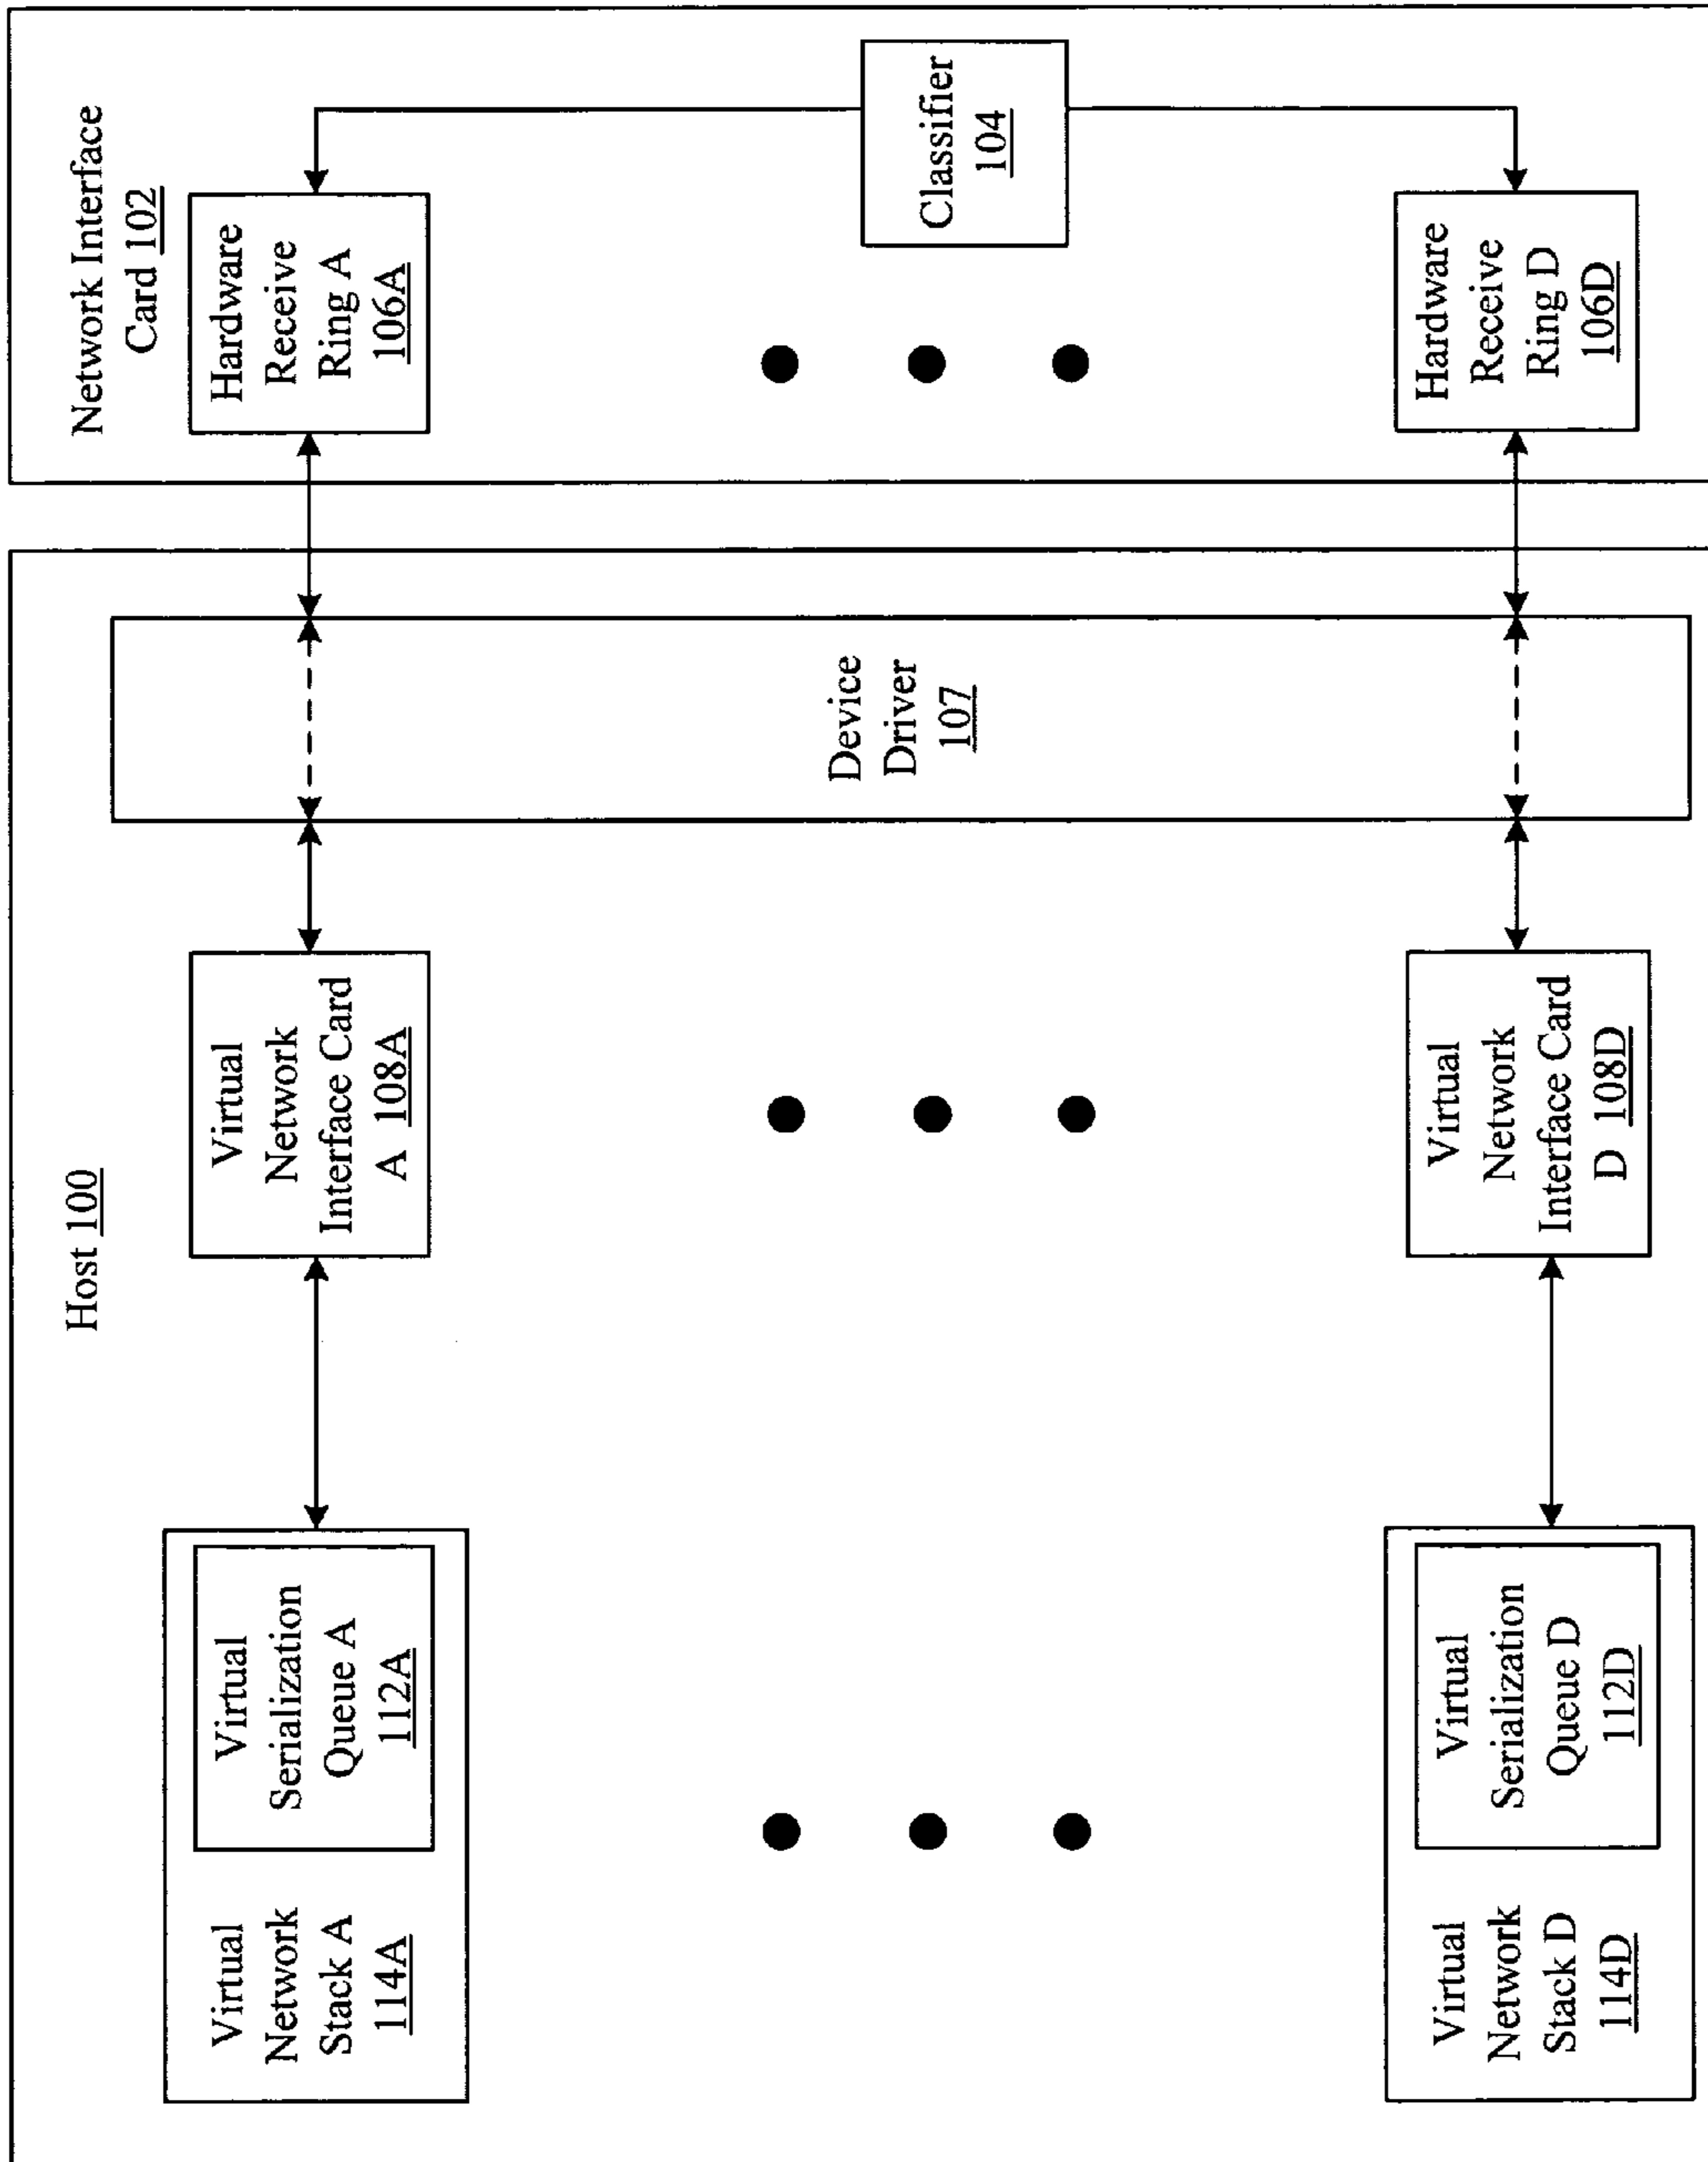 Host 100
Network Interface
Card 102
Virtual
Network
Stack A
114A
Virtual
Serialization
Queue A
112A
Virtual
Network
Interface Card
A 108A
Hardware
Receive
Ring A
106A
Device
Driver
107
Classifier
104
Virtual
Network
Stack D
114D
Virtual
Serialization
Queue D
112D
Virtual
Network
Interface Card
D 108D
Hardware
Receive
Ring D
106D